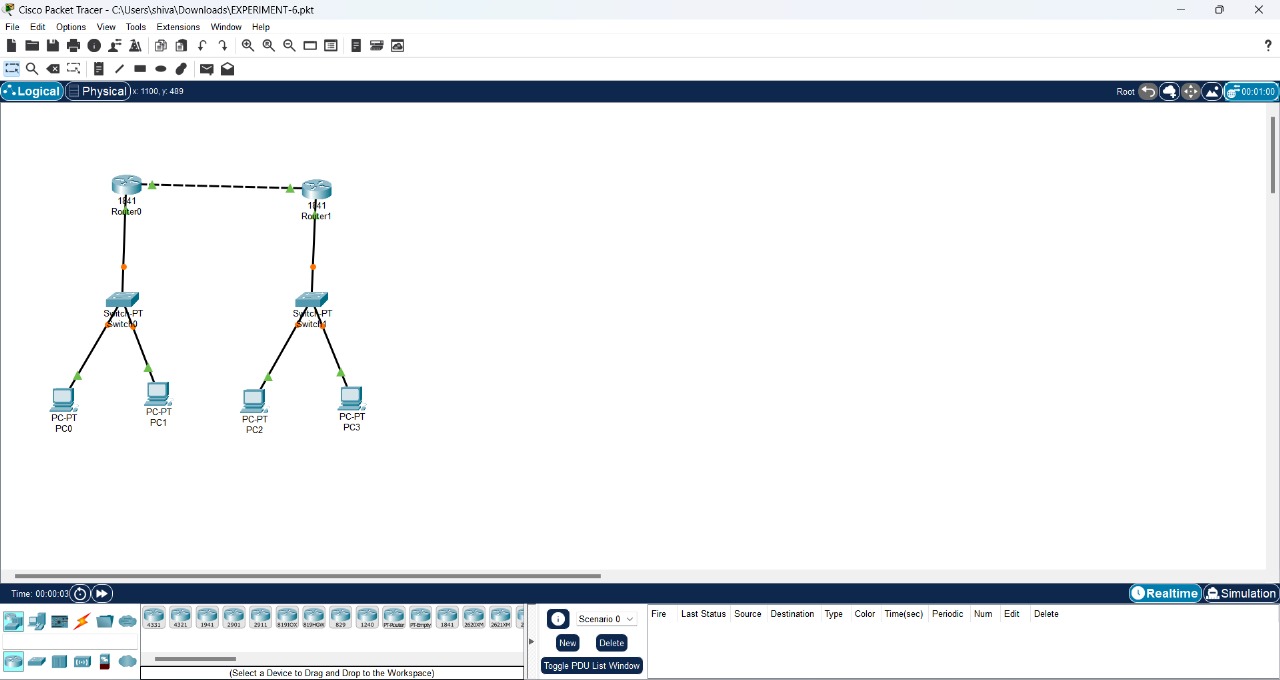 Cisco Packet Tracer - C:\Users\shiva\Downloads\EXPERIMENT-6.pkt
File Edit Options View Tools Extensions Window Help
?
Logical Physical x: 1100, y: 489 Root 00:01:00
1841
Router0
1841
Router1
Switch-PT
Switch0
Switch-PT
Switch1
PC-PT
PC0
PC-PT
PC1
PC-PT
PC2
PC-PT
PC3
Time: 00:00:03 Realtime Simulation
4331 4321 1941 2901 2911 819IOX 819HGW 829 1240 PT-Router PT-Empty 1841 2620XM 2621XM 2
(Select a Device to Drag and Drop to the Workspace)
Scenario 0
New Delete
Toggle PDU List Window
Fire Last Status Source Destination Type Color Time(sec) Periodic Num Edit Delete